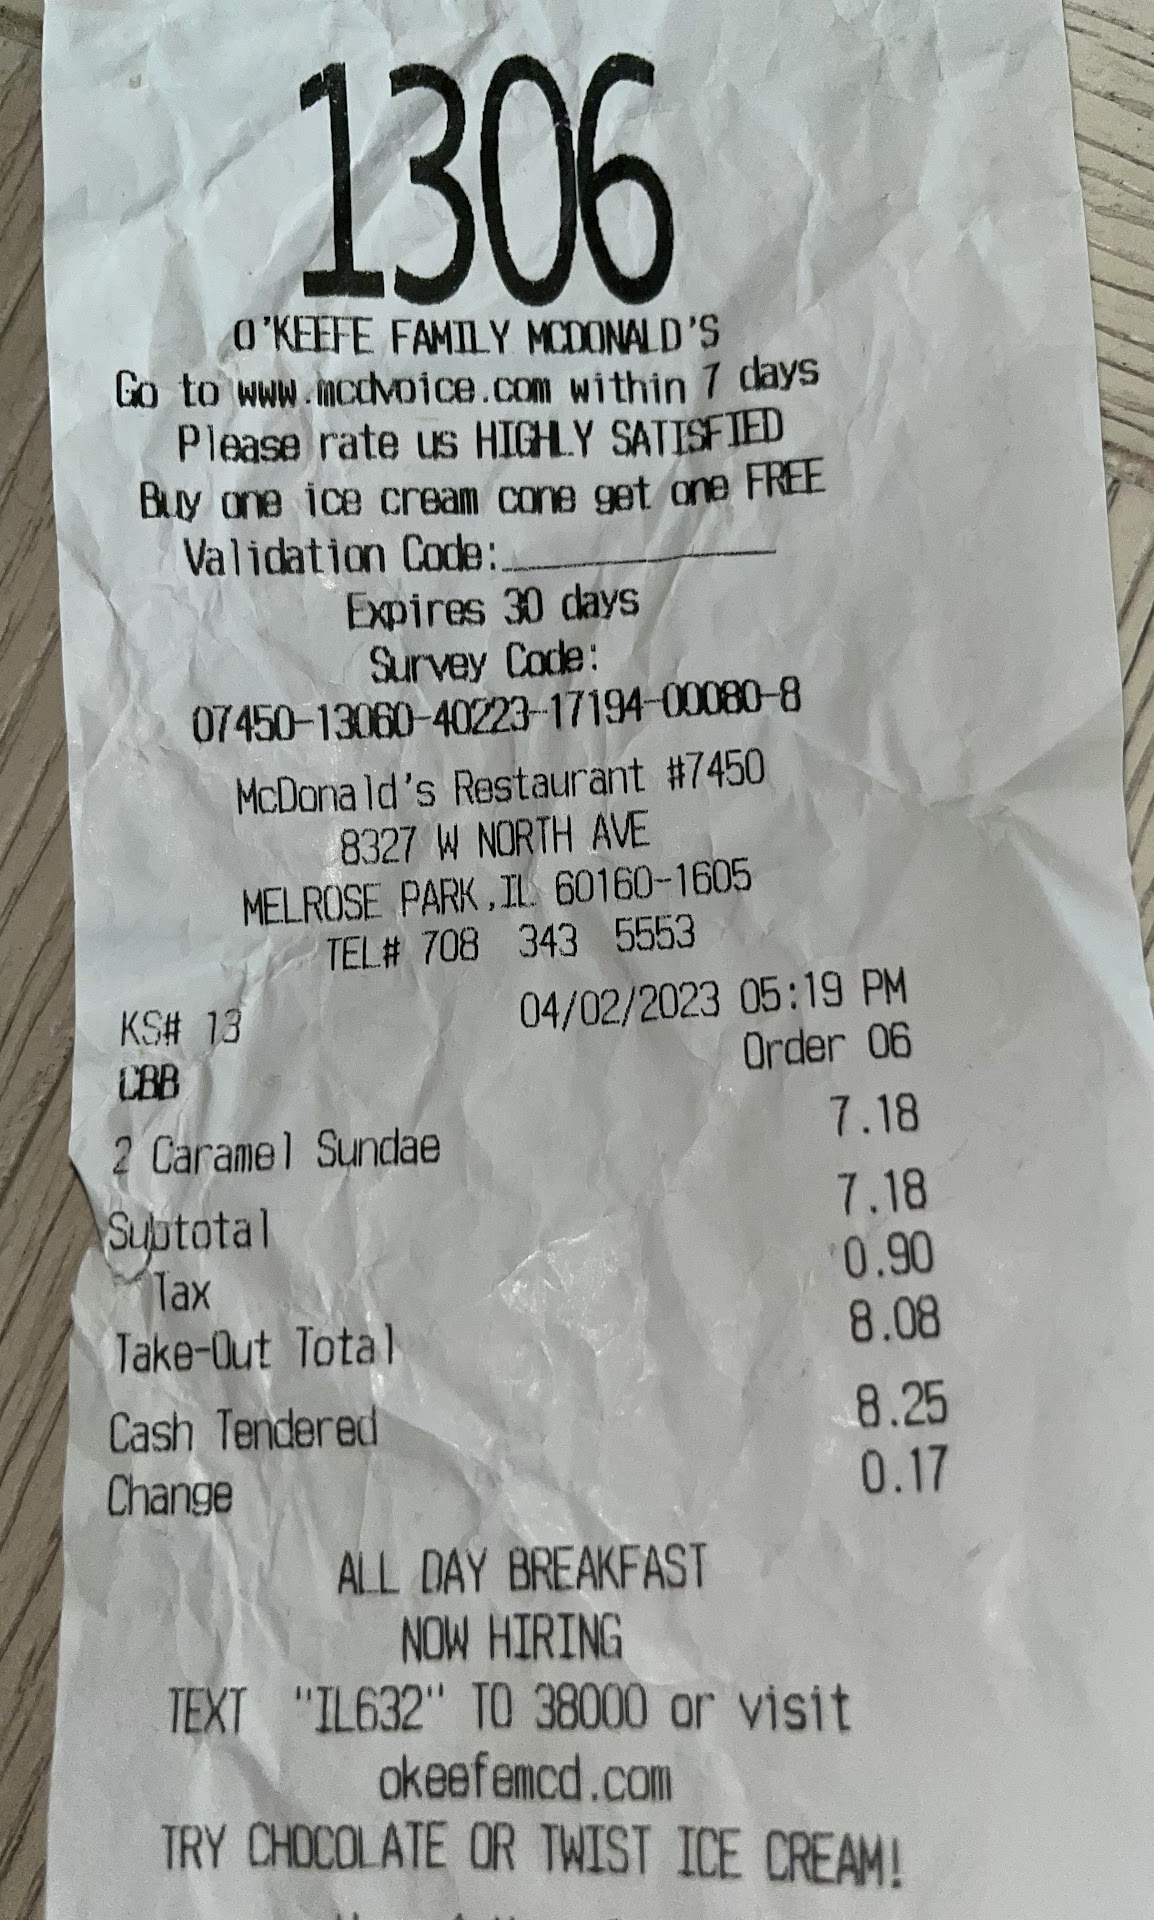 1306
O'KEEFE FAMILY MCDONALD'S
Go to www.mcdvoice.com within 7 days
Please rate us HIGHLY SATISFIED
Buy one ice cream cone get one FREE
Validation Code:______________
Expires 30 days
Survey Code:
07450-13060-40223-17194-00080-8
McDonald's Restaurant #7450
8327 W NORTH AVE
MELROSE PARK,IL 60160-1605
TEL# 708 343 5553
KS# 13 04/02/2023 05:19 PM
Order 06
CBB
2 Caramel Sundae 7.18
Subtotal 7.18
Tax 0.90
Take-Out Total 8.08
Cash Tendered 8.25
Change 0.17
ALL DAY BREAKFAST
NOW HIRING
TEXT "IL632" TO 38000 or visit
okeefemcd.com
TRY CHOCOLATE OR TWIST ICE CREAM!